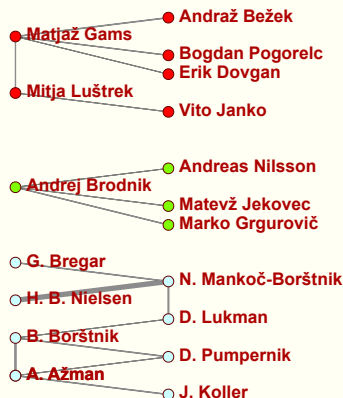 Andraž Bežek
Matjaž Gams
Bogdan Pogorelc
Erik Dovgan
Mitja Luštrek
Vito Janko
Andreas Nilsson
Andrej Brodnik
Matevž Jekovec
Marko Grgurovič
G. Bregar
N. Mankoč-Borštnik
H. B. Nielsen
D. Lukman
B. Borštnik
D. Pumpernik
A. Ažman
J. Koller